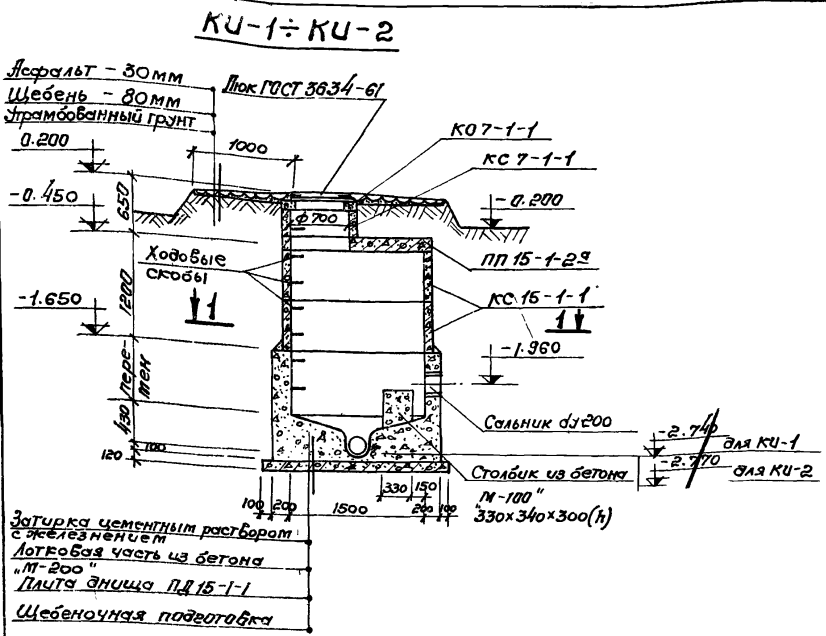 КИ-1÷КИ-2
Асфальт - 30мм
Щебень - 80мм
Утрамбованный грунт
Люк ГОСТ 3634-61
КО 7-1-1
КС 7-1-1
0.200
1000
-0.450
650
-0.200
ф700
Ходовые
скобы
ПП 15-1-2а
КС 15-1-1
1200
-1.650
1
1
-1.960
пере-
мен
430
100
120
Сальник dу200
-2.740
для КИ-1
-2.770
для КИ-2
Столбик из бетона
"М-100"
330х340х300(h)
330
150
100
200
1500
200
100
Затирка цементным раствором
с железнением
Лотковая часть из бетона
"М-200"
Плита днища ПД 15-1-1
Щебеночная подготовка